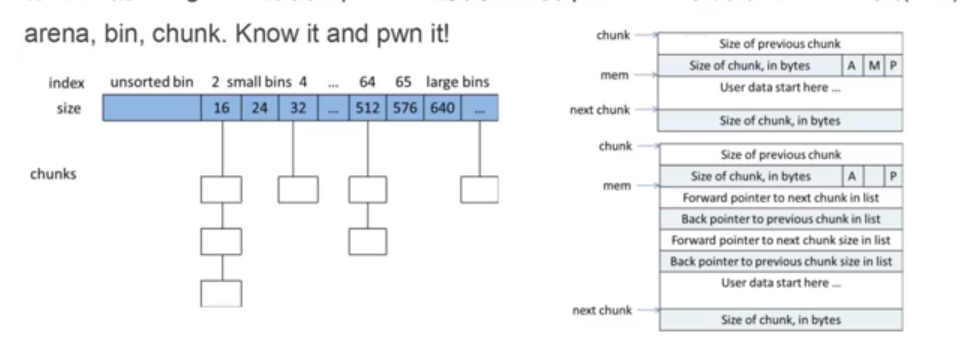 arena, bin, chunk. Know it and pwn it!
index unsorted bin 2 small bins 4 ... 64 65 large bins
size 16 24 32 ... 512 576 640 ...
chunks
chunk
Size of previous chunk
Size of chunk, in bytes A M P
mem
User data start here ...
next chunk
Size of chunk, in bytes
chunk
Size of previous chunk
Size of chunk, in bytes A P
mem
Forward pointer to next chunk in list
Back pointer to previous chunk in list
Forward pointer to next chunk size in list
Back pointer to previous chunk size in list
User data start here ...
next chunk
Size of chunk, in bytes